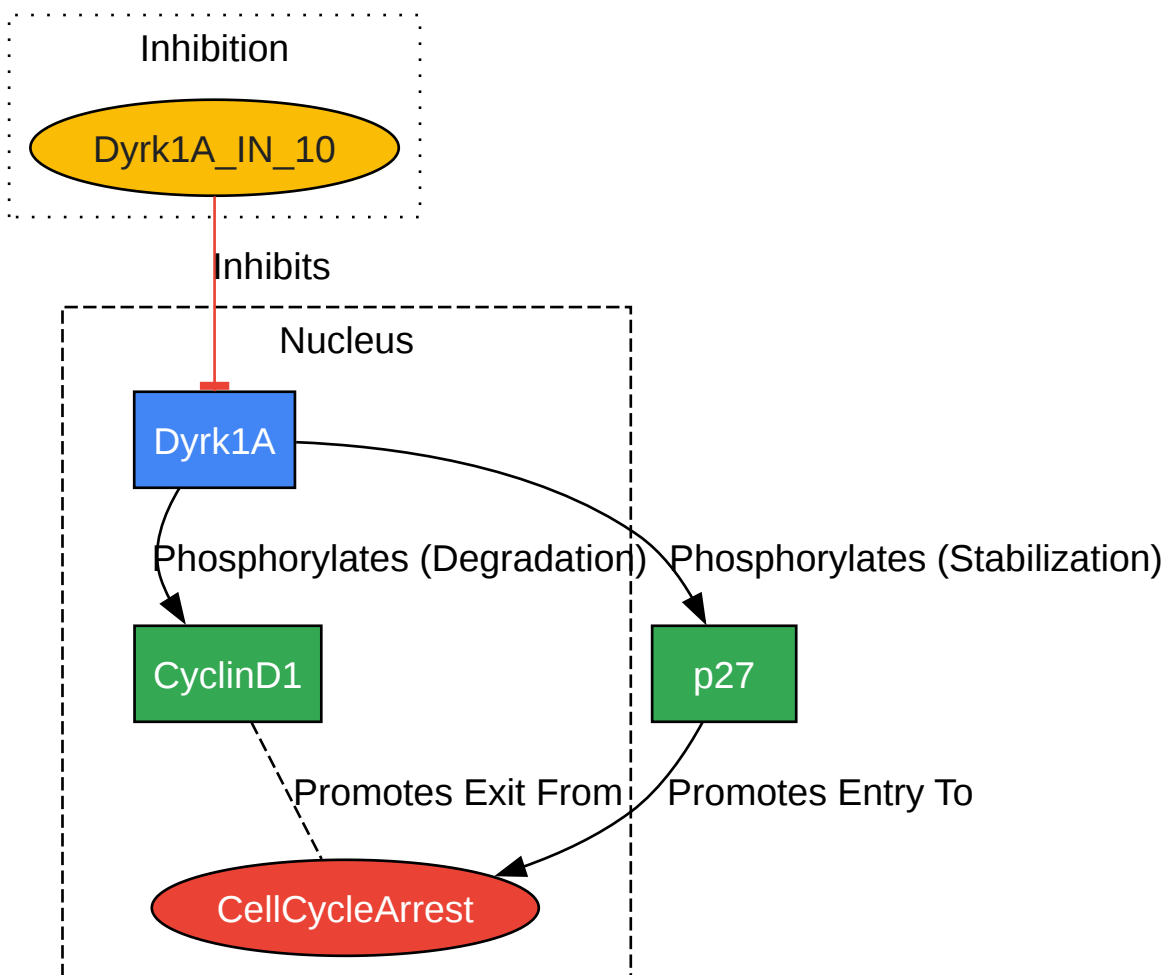 Inhibition
Dyrk1A_IN_10
Inhibits
Nucleus
Dyrk1A
Phosphorylates (Degradation)
Phosphorylates (Stabilization)
CyclinD1
p27
Promotes Exit From
Promotes Entry To
CellCycleArrest